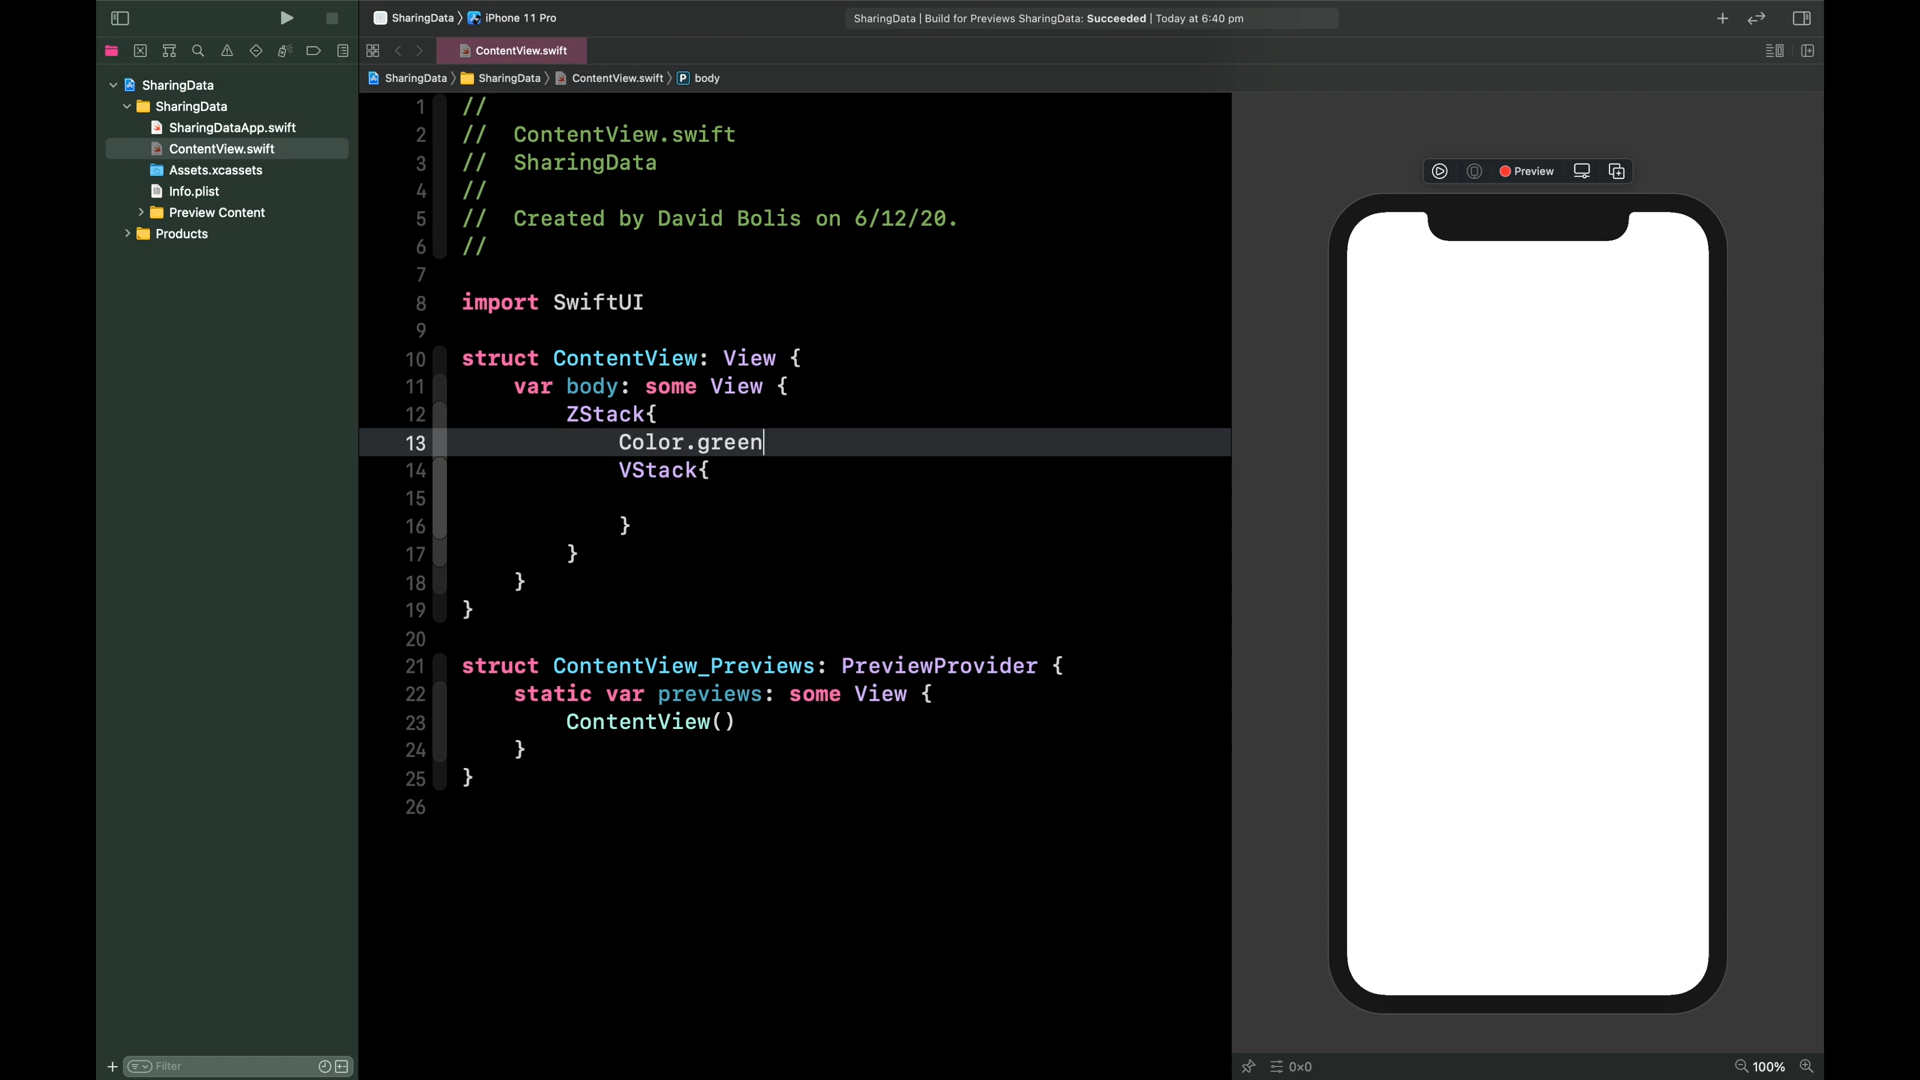 SharingData 〉 iPhone 11 Pro
SharingData | Build for Previews SharingData: Succeeded | Today at 6:40 pm
ContentView.swift
SharingData 〉 SharingData 〉 ContentView.swift 〉 P body
SharingData
SharingData
SharingDataApp.swift
ContentView.swift
Assets.xcassets
Info.plist
Preview Content
Products
Filter
1 //
2 //  ContentView.swift
3 //  SharingData
4 //
5 //  Created by David Bolis on 6/12/20.
6 //
7
8 import SwiftUI
9
10 struct ContentView: View {
11     var body: some View {
12         ZStack{
13             Color.green
14             VStack{
15
16             }
17         }
18     }
19 }
20
21 struct ContentView_Previews: PreviewProvider {
22     static var previews: some View {
23         ContentView()
24     }
25 }
26
Preview
0×0
100%